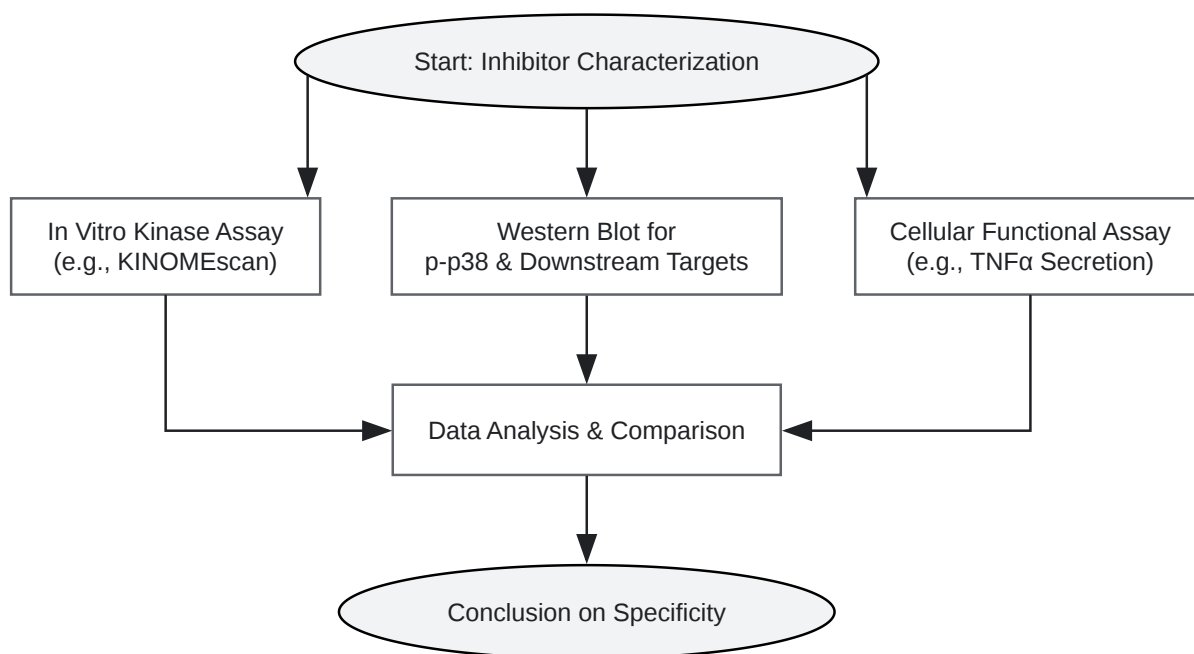 Start: Inhibitor Characterization
In Vitro Kinase Assay
(e.g., KINOMEscan)
Western Blot for
p-p38 & Downstream Targets
Cellular Functional Assay
(e.g., TNFα Secretion)
Data Analysis & Comparison
Conclusion on Specificity